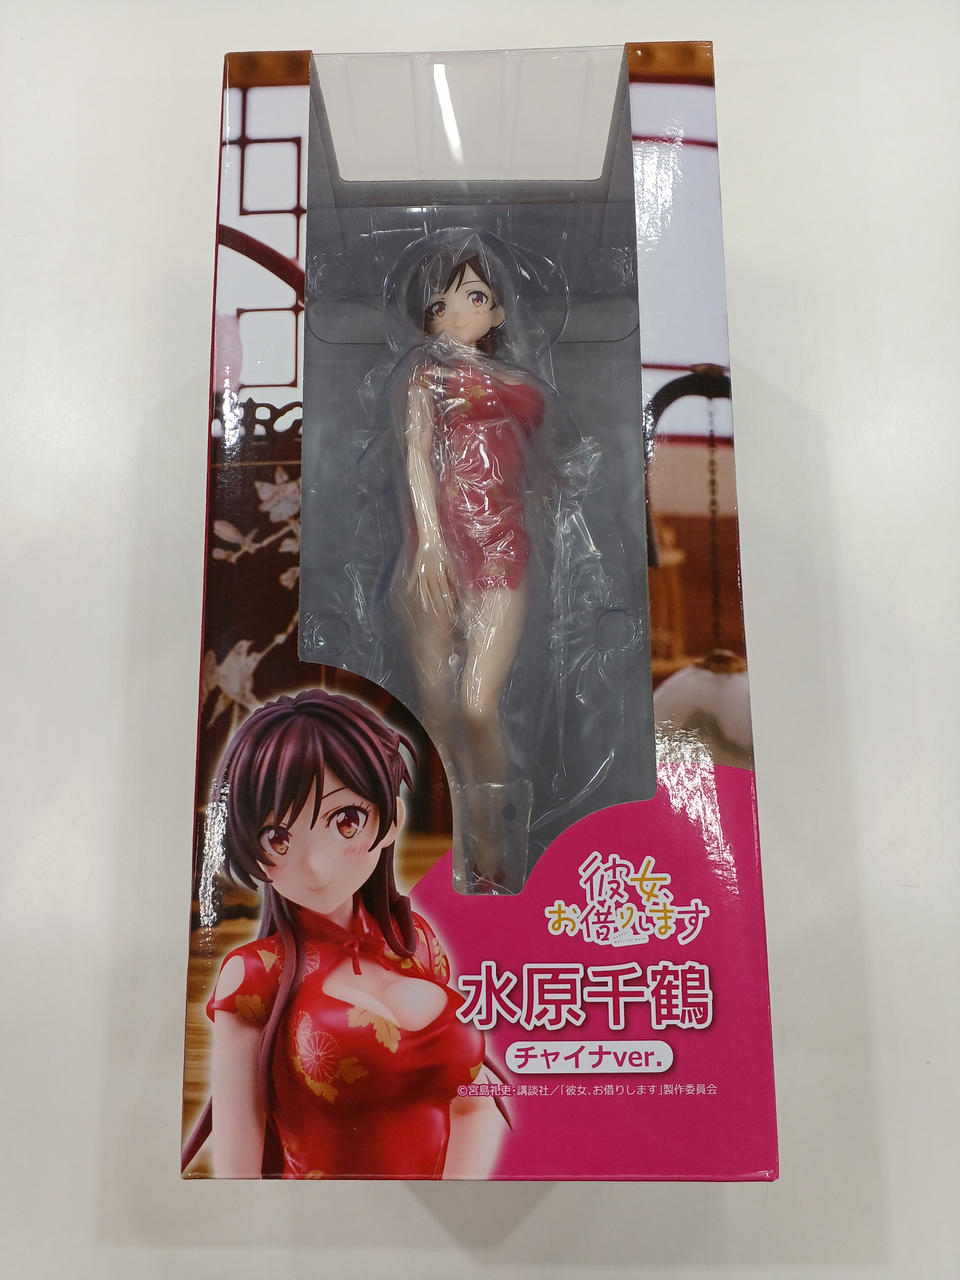 彼女
お借りします
水原千鶴
チャイナver.
©宮島礼吏・講談社／「彼女、お借りします」製作委員会